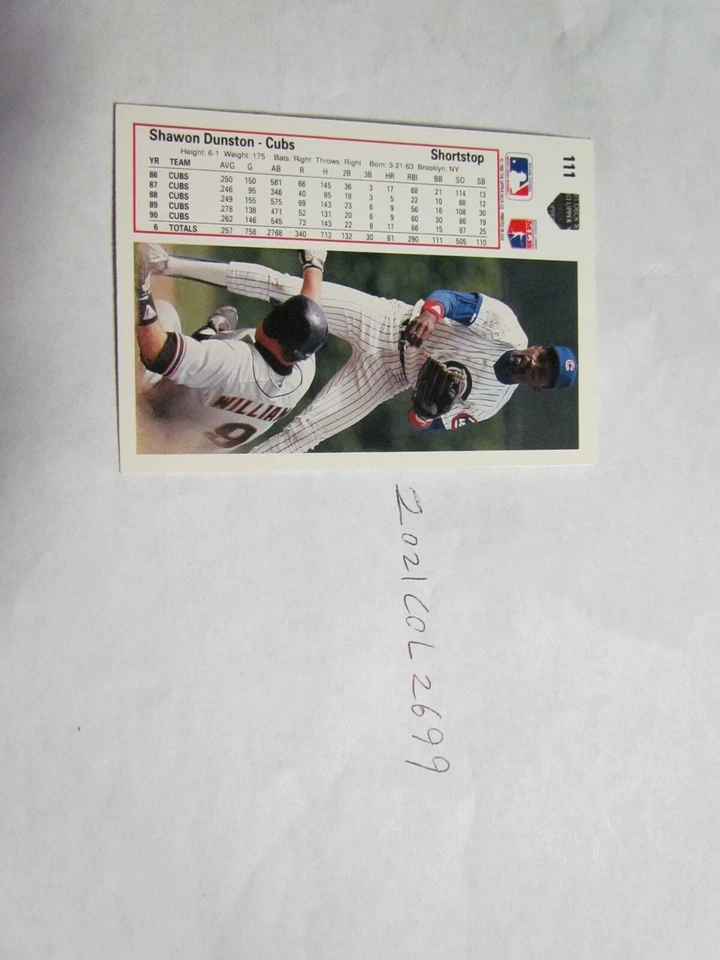 111
Shawon Dunston - Cubs Shortstop
Height: 6-1 Weight: 175 Bats: Right Throws: Right Born: 3-21-63 Brooklyn, NY
YR TEAM AVG G AB R H 2B 3B HR RBI BB SO SB
86 CUBS .250 150 581 66 145 36 3 17 68 21 114 13
87 CUBS .246 95 346 40 85 18 3 5 22 10 68 12
88 CUBS .249 155 575 69 143 23 6 9 56 16 108 30
89 CUBS .278 138 471 52 131 20 6 9 60 30 86 19
90 CUBS .262 146 545 73 143 22 8 17 66 15 87 25
6 TOTALS .257 758 2768 340 712 132 30 61 290 111 505 110
WILLIAM
9
C
2021COL2699